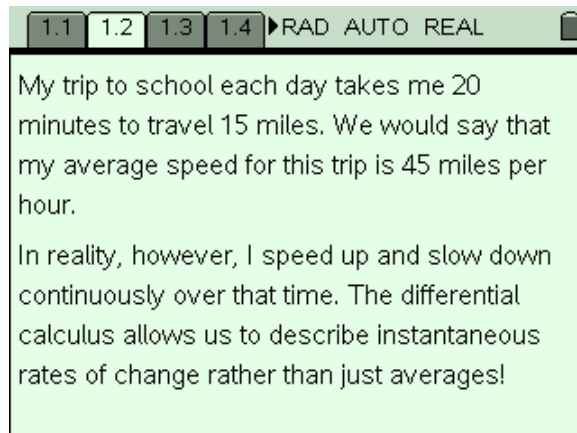 1.1 1.2 1.3 1.4 RAD AUTO REAL
My trip to school each day takes me 20
minutes to travel 15 miles. We would say that
my average speed for this trip is 45 miles per
hour.
In reality, however, I speed up and slow down
continuously over that time. The differential
calculus allows us to describe instantaneous
rates of change rather than just averages!